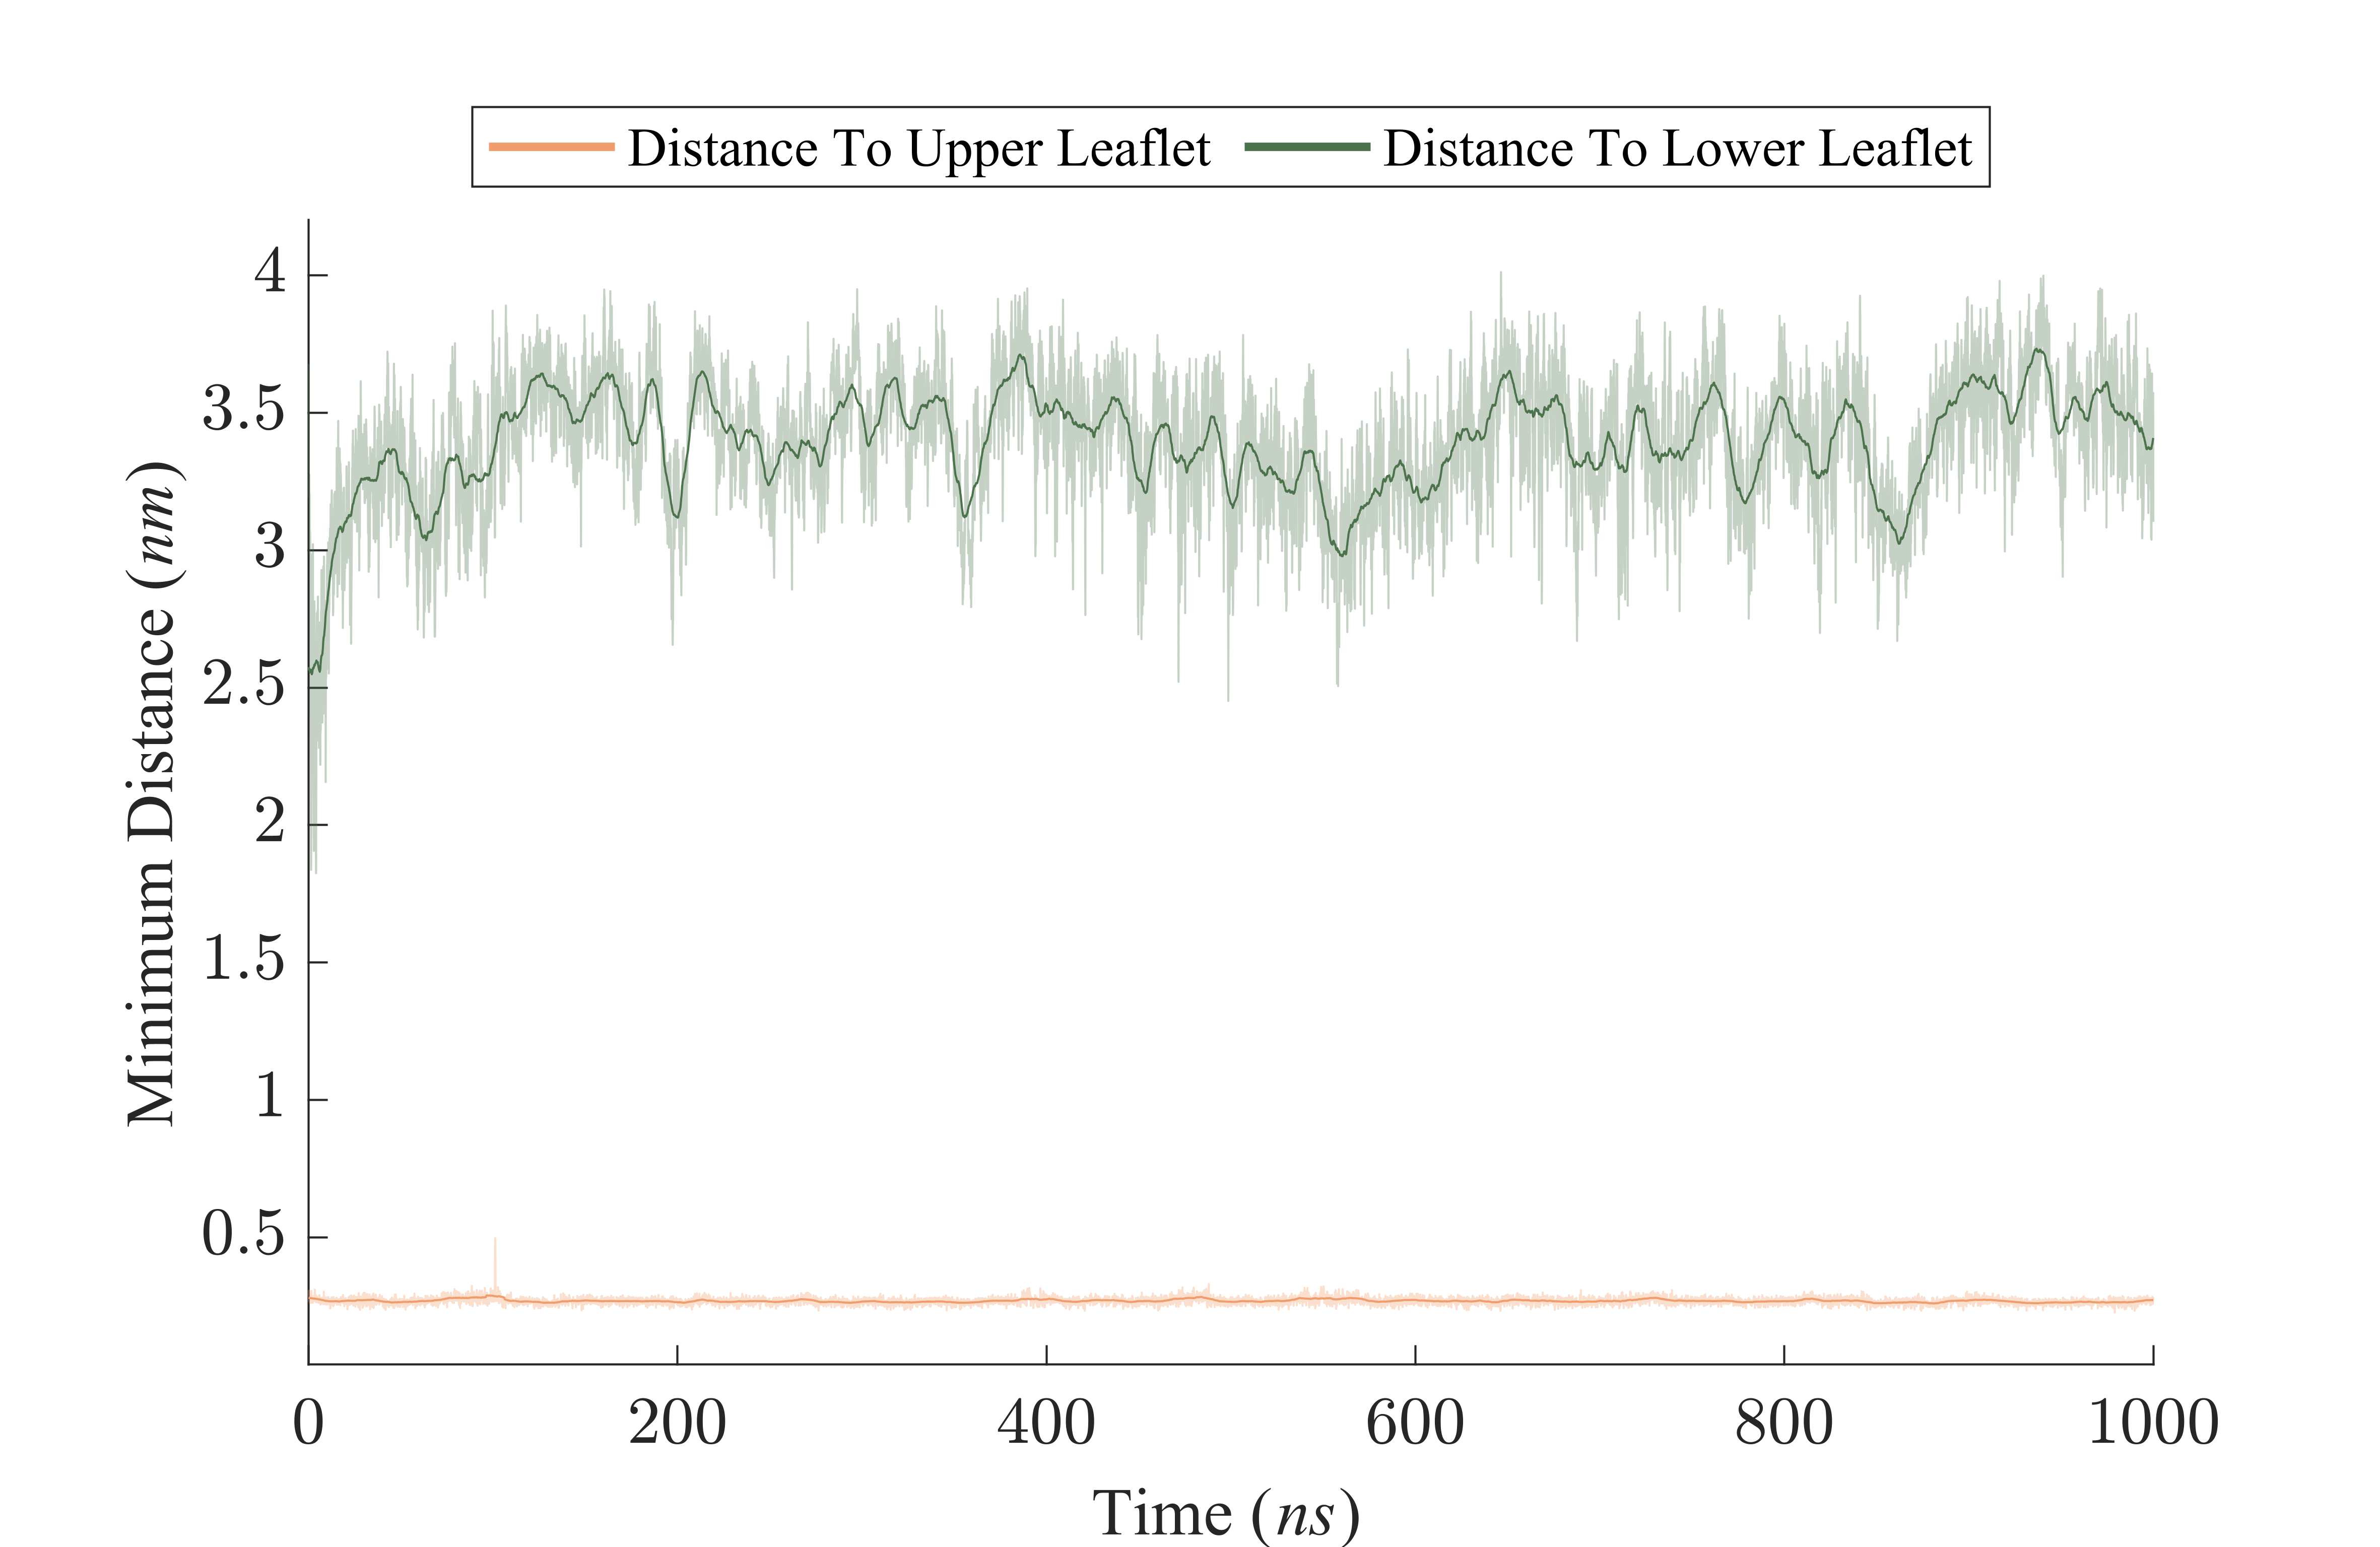 Distance To Upper Leaflet Distance To Lower Leaflet
Minimum Distance (nm)
4
3.5
3
2.5
2
1.5
1
0.5
0 200 400 600 800 1000
Time (ns)